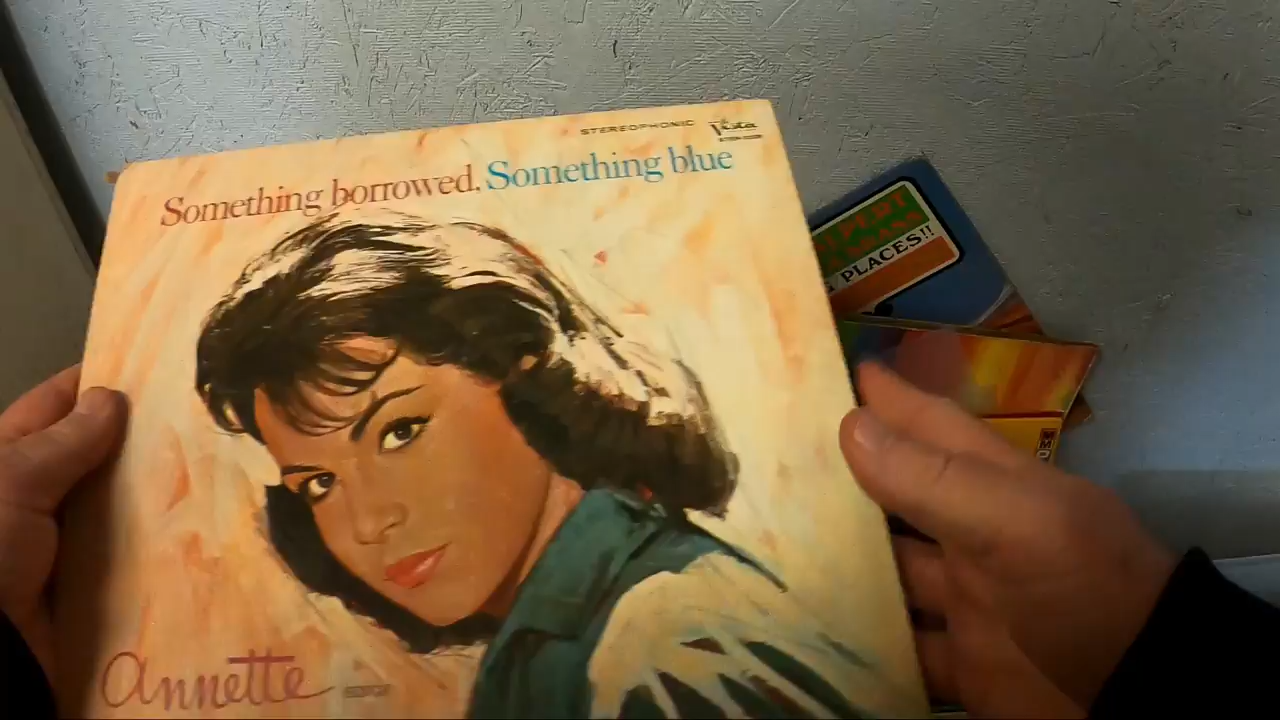 STEREOPHONIC
Vista
Something borrowed, Something blue
PLACES!!
annette